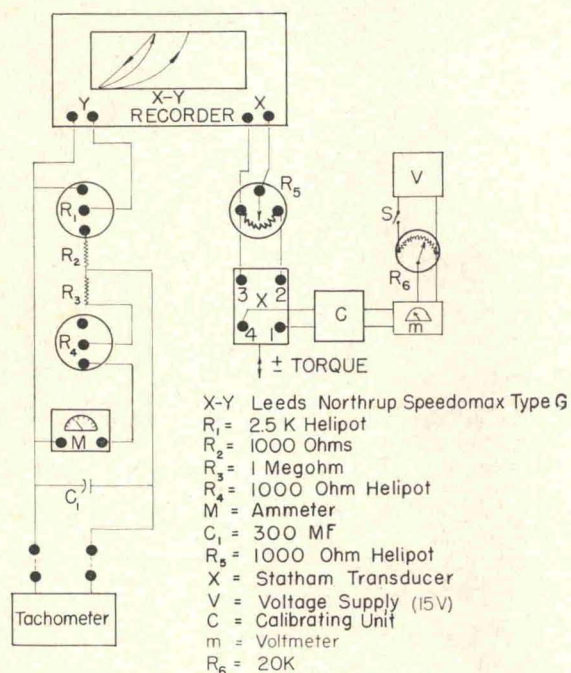 Y
X-Y
X
RECORDER
R₁
R₂
R₃
R₄
M
C₁
Tachometer
R₅
3 2
X
4 1
± TORQUE
C
V
S
R₆
m
X-Y Leeds Northrup Speedomax Type G
R₁ = 2.5 K Helipot
R₂ = 1000 Ohms
R₃ = 1 Megohm
R₄ = 1000 Ohm Helipot
M = Ammeter
C₁ = 300 MF
R₅ = 1000 Ohm Helipot
X = Statham Transducer
V = Voltage Supply (15V)
C = Calibrating Unit
m = Voltmeter
R₆ = 20K